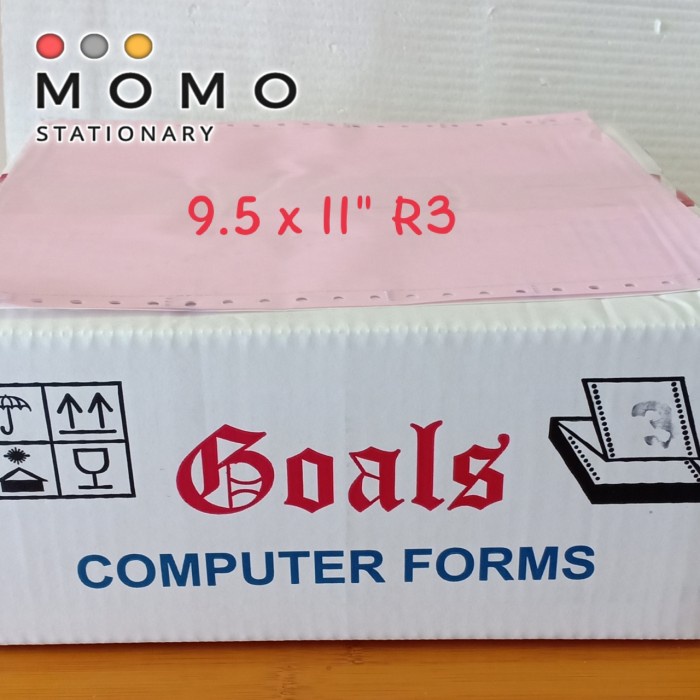 MOMO
STATIONARY
9.5 x 11" R3
3
Goals
COMPUTER FORMS